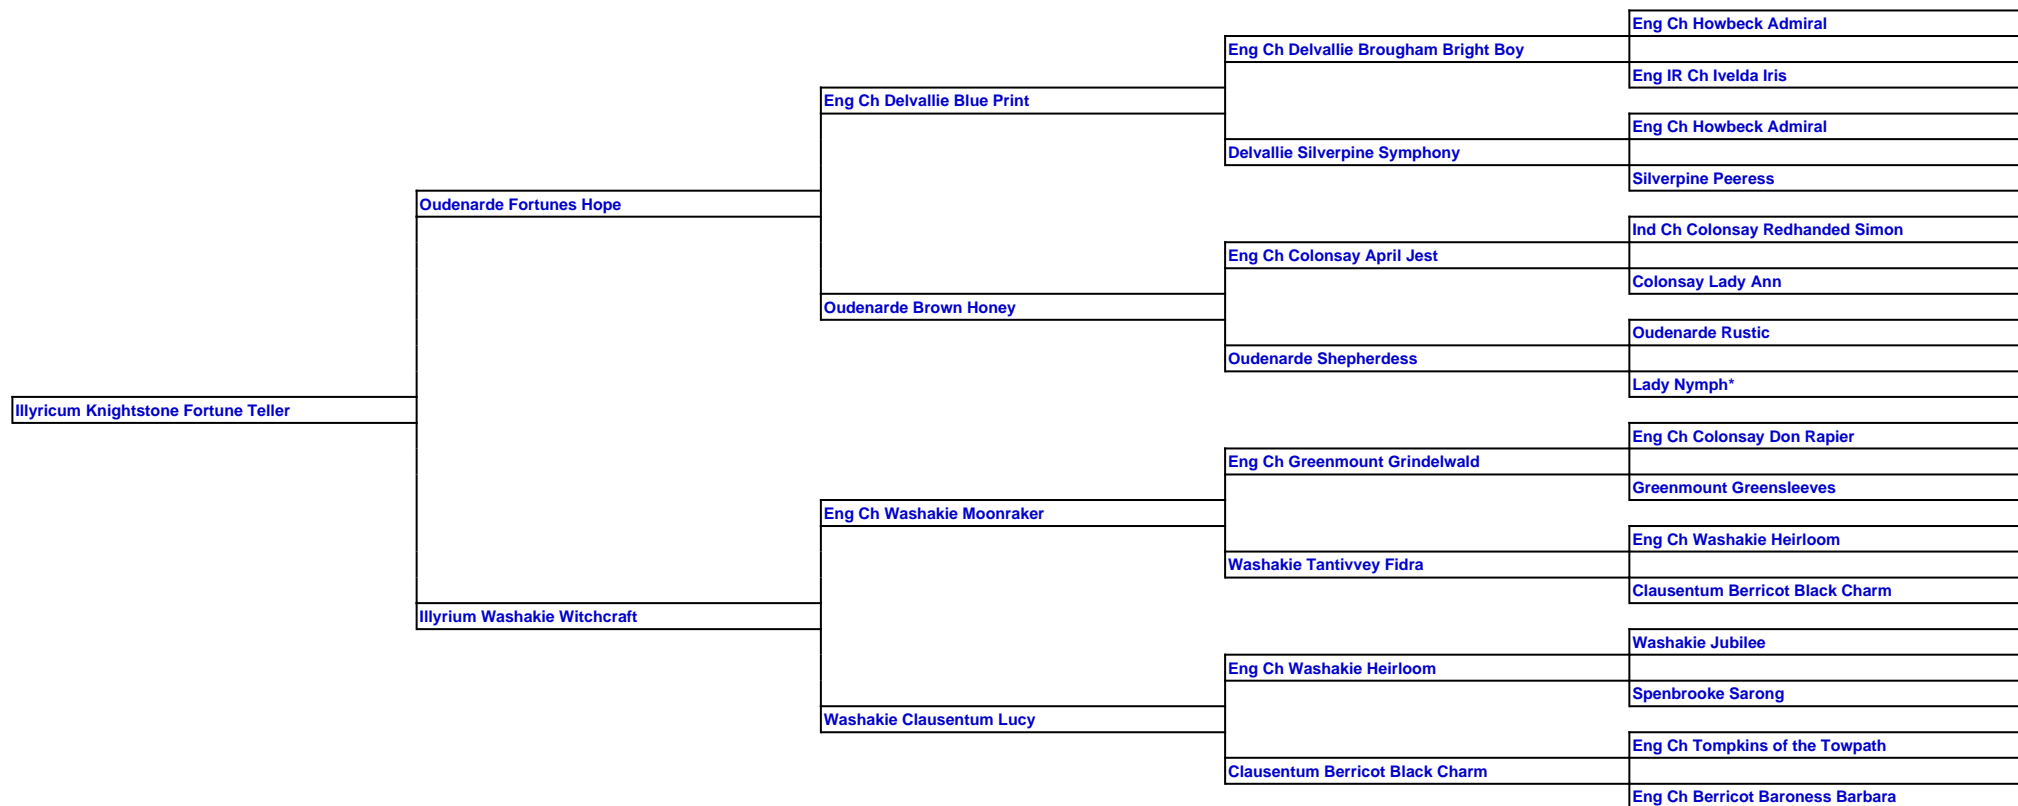 Eng Ch Howbeck Admiral
Eng Ch Delvallie Brougham Bright Boy
Eng IR Ch Ivelda Iris
Eng Ch Delvallie Blue Print
Eng Ch Howbeck Admiral
Delvallie Silverpine Symphony
Silverpine Peeress
Oudenarde Fortunes Hope
Ind Ch Colonsay Redhanded Simon
Eng Ch Colonsay April Jest
Colonsay Lady Ann
Oudenarde Brown Honey
Oudenarde Rustic
Oudenarde Shepherdess
Lady Nymph*
Illyricum Knightstone Fortune Teller
Eng Ch Colonsay Don Rapier
Eng Ch Greenmount Grindelwald
Greenmount Greensleeves
Eng Ch Washakie Moonraker
Eng Ch Washakie Heirloom
Washakie Tantivvey Fidra
Clausentum Berricot Black Charm
Illyrium Washakie Witchcraft
Washakie Jubilee
Eng Ch Washakie Heirloom
Spenbrooke Sarong
Washakie Clausentum Lucy
Eng Ch Tompkins of the Towpath
Clausentum Berricot Black Charm
Eng Ch Berricot Baroness Barbara